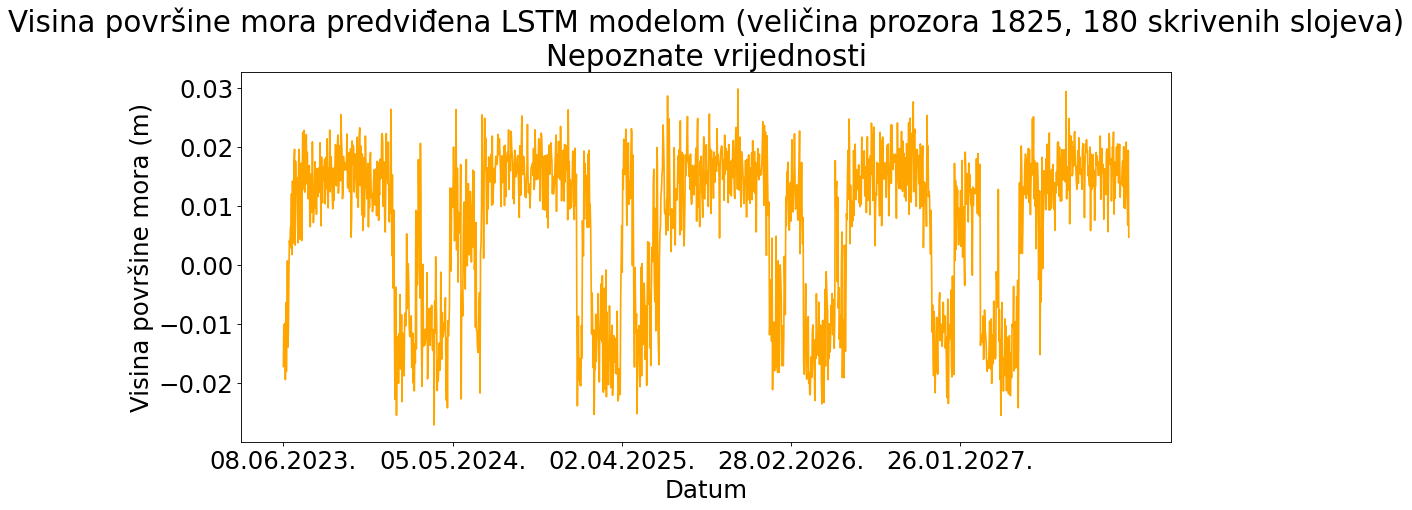 Visina površine mora predviđena LSTM modelom (veličina prozora 1825, 180 skrivenih slojeva)
Nepoznate vrijednosti
Visina površine mora (m)
0.03
0.02
0.01
0.00
−0.01
−0.02
08.06.2023. 05.05.2024. 02.04.2025. 28.02.2026. 26.01.2027.
Datum